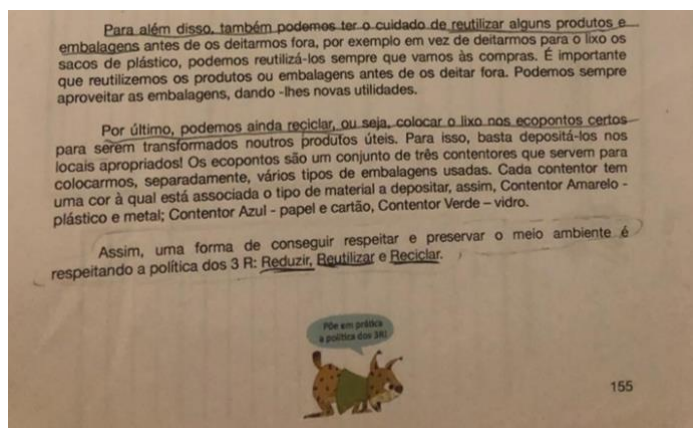 Para além disso, também podemos ter o cuidado de reutilizar alguns produtos e
embalagens antes de os deitarmos fora, por exemplo em vez de deitarmos para o lixo os
sacos de plástico, podemos reutilizá-los sempre que vamos às compras. É importante
que reutilizemos os produtos ou embalagens antes de os deitar fora. Podemos sempre
aproveitar as embalagens, dando -lhes novas utilidades.
Por último, podemos ainda reciclar, ou seja, colocar o lixo nos ecopontos certos
para serem transformados noutros produtos úteis. Para isso, basta depositá-los nos
locais apropriados! Os ecopontos são um conjunto de três contentores que servem para
colocarmos, separadamente, vários tipos de embalagens usadas. Cada contentor tem
uma cor à qual está associada o tipo de material a depositar, assim, Contentor Amarelo -
plástico e metal; Contentor Azul - papel e cartão, Contentor Verde – vidro.
Assim, uma forma de conseguir respeitar e preservar o meio ambiente é
respeitando a política dos 3 R: Reduzir, Reutilizar e Reciclar.
Põe em prática
a política dos 3R!
155